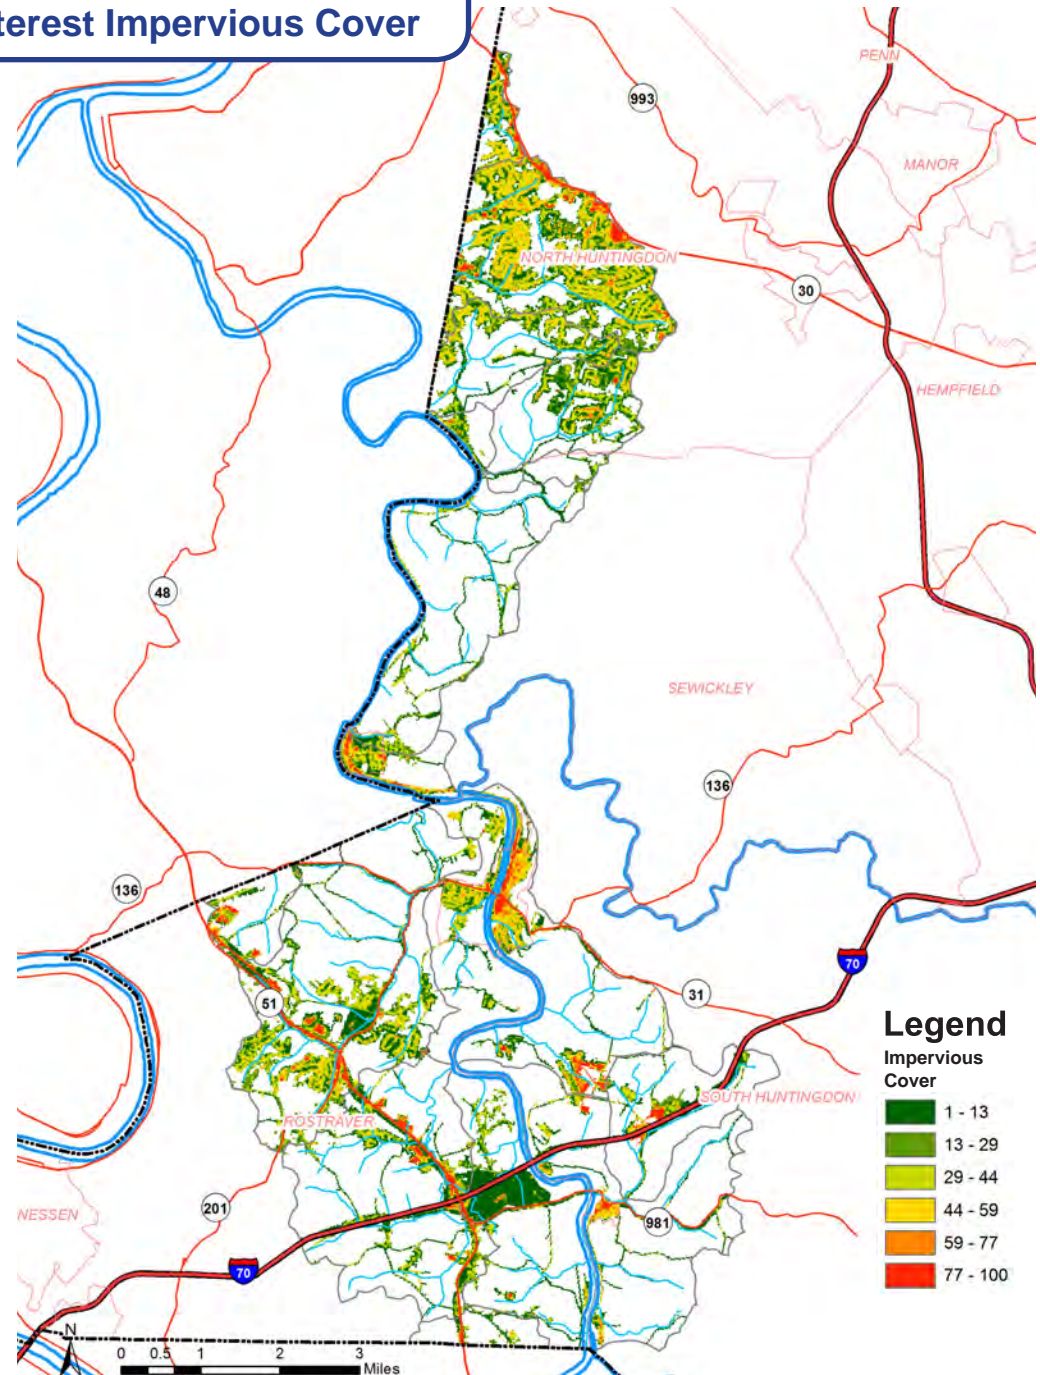 terest Impervious Cover
PENN
993
MANOR
NORTH HUNTINGDON
30
HEMPFIELD
48
SEWICKLEY
136
136
70
31
51
Legend
Impervious
Cover
1 - 13
13 - 29
29 - 44
44 - 59
59 - 77
77 - 100
SOUTH HUNTINGDON
ROSTRAVER
201
NESSEN
981
70
N
0 0.5 1 2 3
Miles